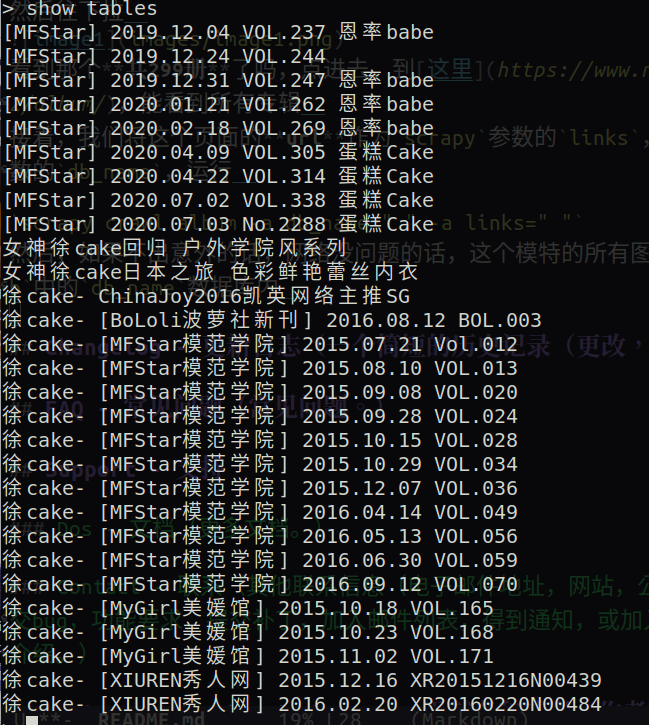 > show tables
[MFStar] 2019.12.04 VOL.237 恩率babe
[MFStar] 2019.12.24 VOL.244
[MFStar] 2019.12.31 VOL.247 恩率babe
[MFStar] 2020.01.21 VOL.262 恩率babe
[MFStar] 2020.02.18 VOL.269 恩率babe
[MFStar] 2020.04.09 VOL.305 蛋糕Cake
[MFStar] 2020.04.22 VOL.314 蛋糕Cake
[MFStar] 2020.07.02 VOL.338 蛋糕Cake
[MFStar] 2020.07.03 No.2288 蛋糕Cake
女神徐cake回归 户外学院风系列
女神徐cake日本之旅 色彩鲜艳蕾丝内衣
徐cake- ChinaJoy2016凯英网络主推SG
徐cake- [BoLoli波萝社新刊] 2016.08.12 BOL.003
徐cake- [MFStar模范学院] 2015.07.21 VOL.012
徐cake- [MFStar模范学院] 2015.08.10 VOL.013
徐cake- [MFStar模范学院] 2015.09.08 VOL.020
徐cake- [MFStar模范学院] 2015.09.28 VOL.024
徐cake- [MFStar模范学院] 2015.10.15 VOL.028
徐cake- [MFStar模范学院] 2015.10.29 VOL.034
徐cake- [MFStar模范学院] 2015.12.07 VOL.036
徐cake- [MFStar模范学院] 2016.04.14 VOL.049
徐cake- [MFStar模范学院] 2016.05.13 VOL.056
徐cake- [MFStar模范学院] 2016.06.30 VOL.059
徐cake- [MFStar模范学院] 2016.09.14 VOL.070
徐cake- [MyGirl美媛馆] 2015.10.18 VOL.165
徐cake- [MyGirl美媛馆] 2015.10.23 VOL.168
徐cake- [MyGirl美媛馆] 2015.11.02 VOL.171
徐cake- [XIUREN秀人网] 2015.12.16 XR20151216N00439
徐cake- [XIUREN秀人网] 2016.02.20 XR20160220N00484